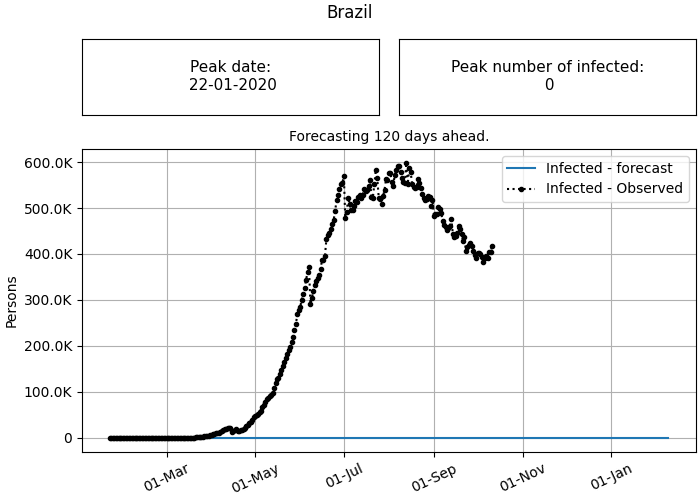 Brazil
Peak date:
22-01-2020
Peak number of infected:
0
Forecasting 120 days ahead.
Infected - forecast
Infected - Observed
Persons
600.0K
500.0K
400.0K
300.0K
200.0K
100.0K
0
01-Mar
01-May
01-Jul
01-Sep
01-Nov
01-Jan